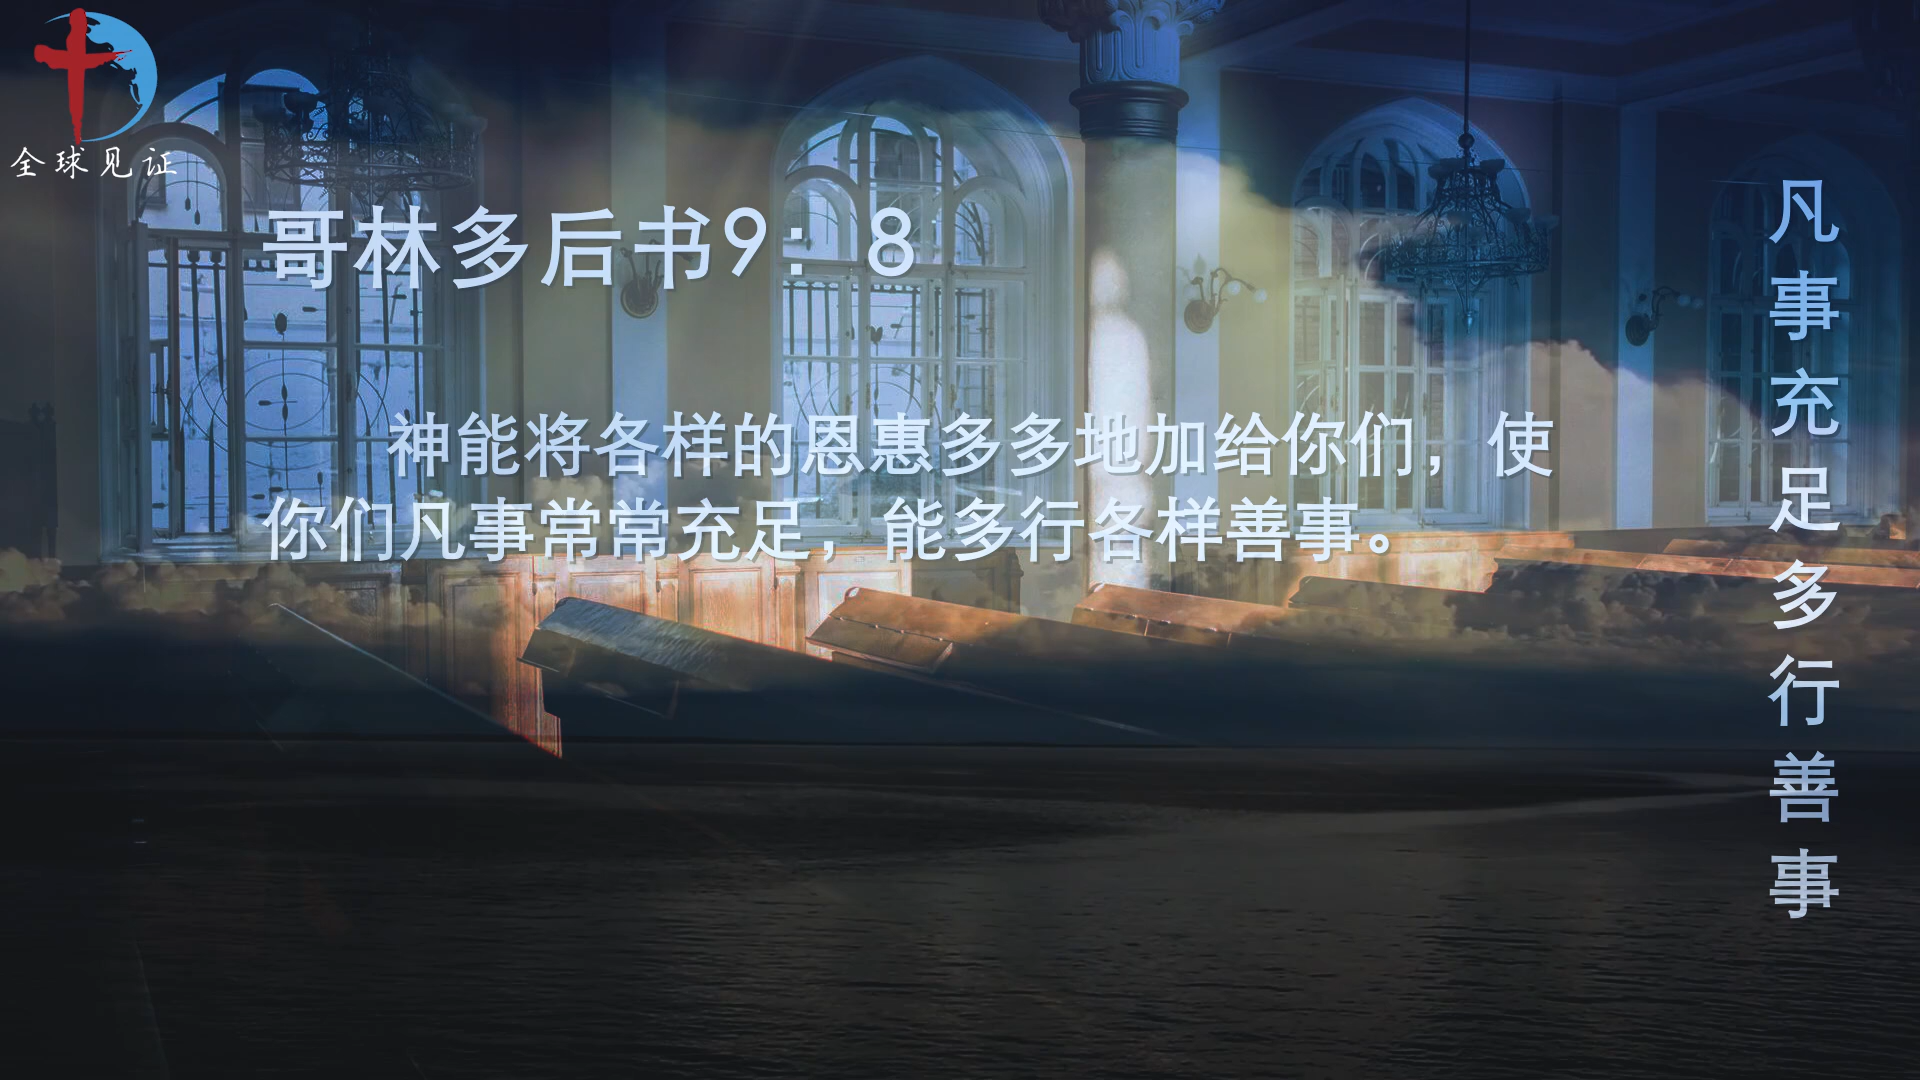 全球见证
哥林多后书9：8
神能将各样的恩惠多多地加给你们，使
你们凡事常常充足，能多行各样善事。
凡事充足多行善事